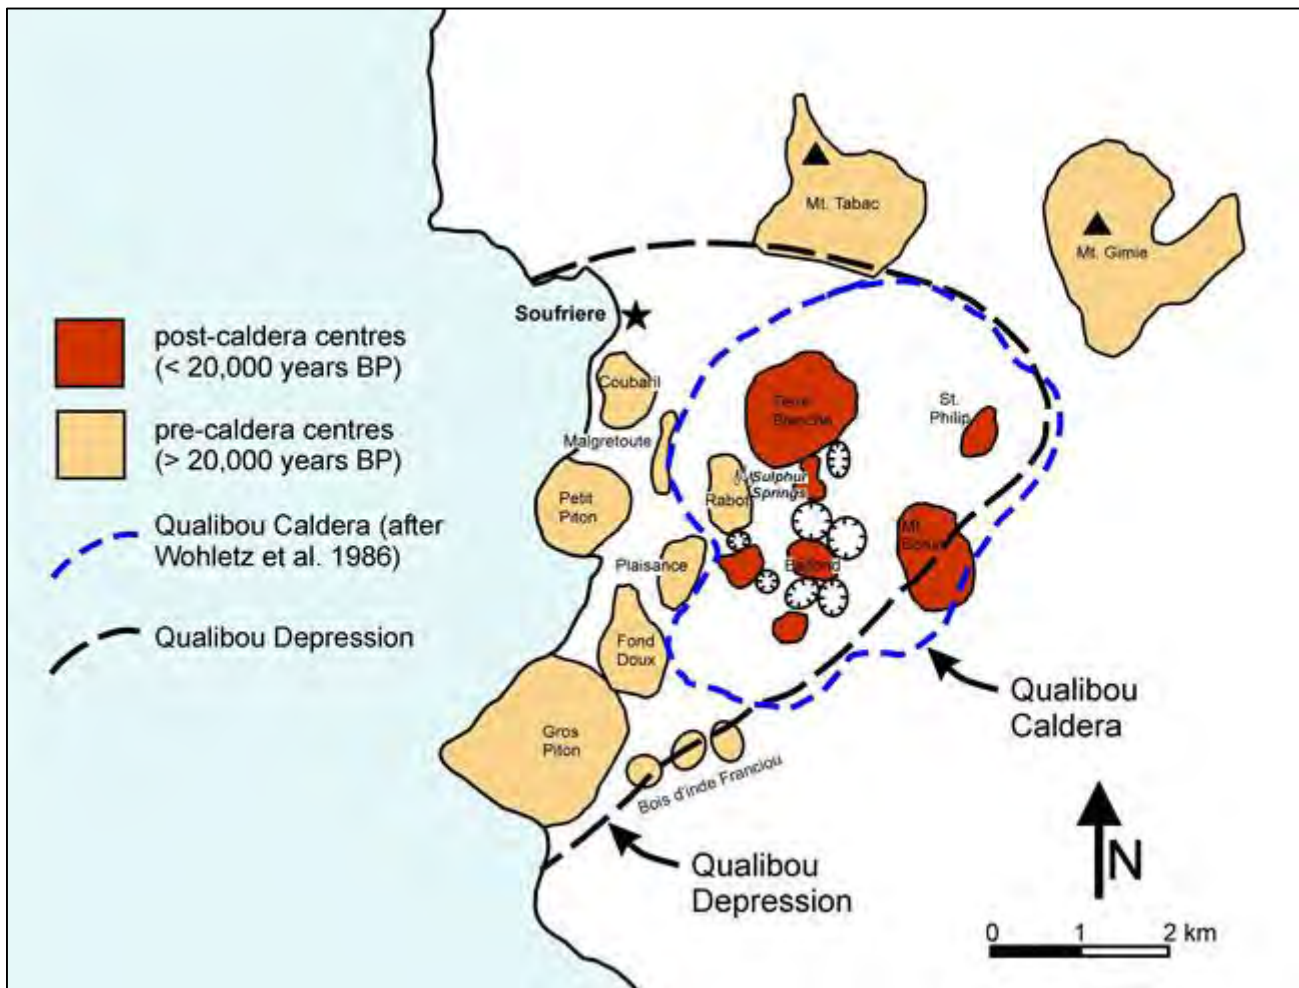 Mt. Tabac
Mt. Gimie
Soufriere
post-caldera centres
(< 20,000 years BP)
pre-caldera centres
(> 20,000 years BP)
Qualibou Caldera (after
Wohletz et al. 1986)
Qualibou Depression
Coubaril
Terre
Blanche
St.
Philip
Malgretoute
Sulphur
Springs
Rabot
Petit
Piton
Mt.
Plaisance
Belfond
Fond
Doux
Gros
Piton
Bois d'inde Franciou
Qualibou
Caldera
Qualibou
Depression
N
0 1 2 km